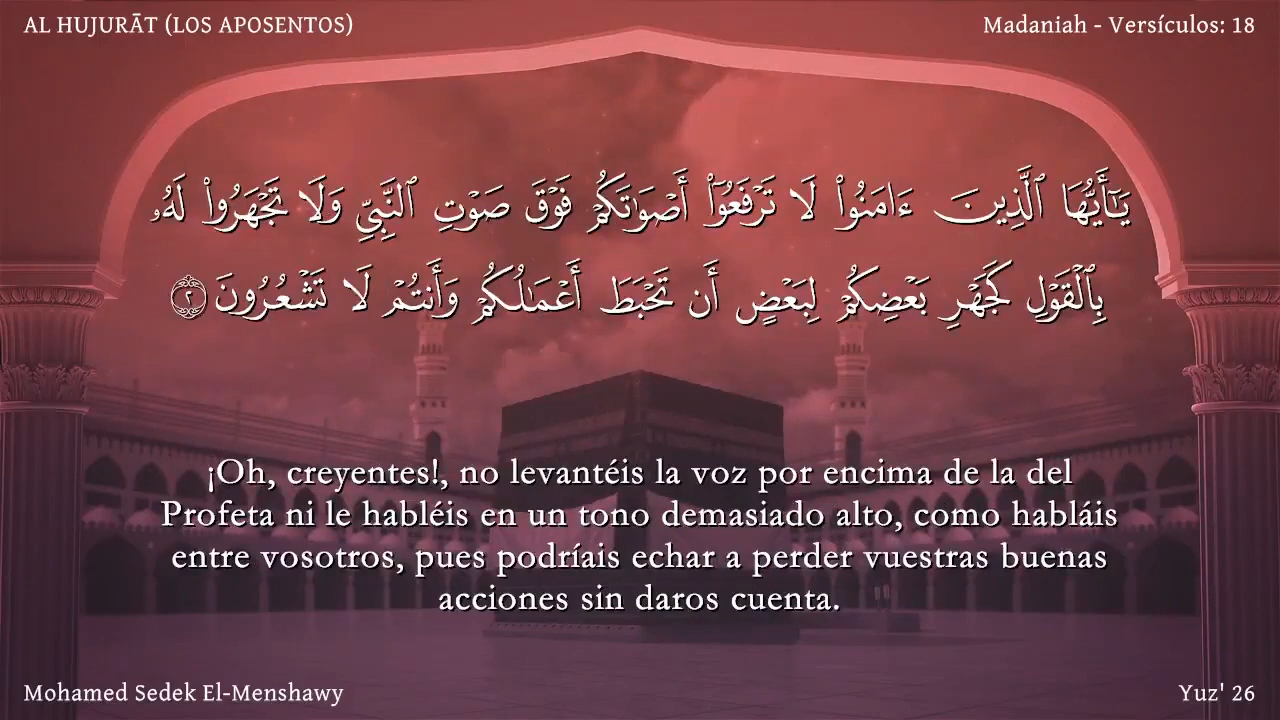 AL HUJURĀT (LOS APOSENTOS)
Madaniah - Versículos: 18
يَـٰٓأَيُّهَا ٱلَّذِينَ ءَامَنُوا۟ لَا تَرْفَعُوٓا۟ أَصْوَٰتَكُمْ فَوْقَ صَوْتِ ٱلنَّبِىِّ وَلَا تَجْهَرُوا۟ لَهُۥ
بِٱلْقَوْلِ كَجَهْرِ بَعْضِكُمْ لِبَعْضٍ أَن تَحْبَطَ أَعْمَـٰلُكُمْ وَأَنتُمْ لَا تَشْعُرُونَ ٢
¡Oh, creyentes!, no levantéis la voz por encima de la del
Profeta ni le habléis en un tono demasiado alto, como habláis
entre vosotros, pues podríais echar a perder vuestras buenas
acciones sin daros cuenta.
Mohamed Sedek El-Menshawy
Yuz' 26